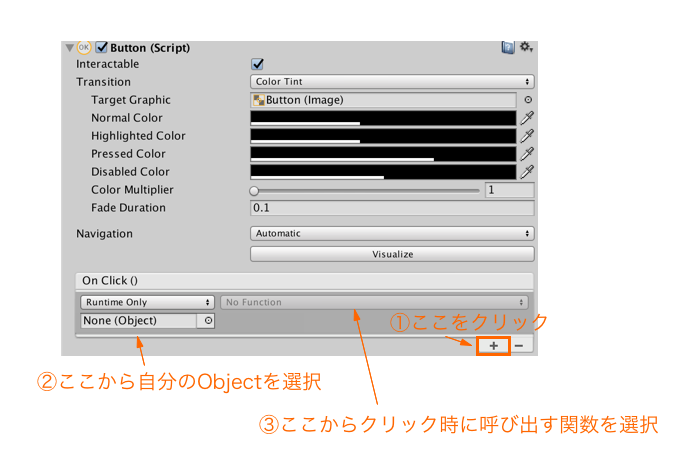 OK Button (Script)
Interactable
Transition Color Tint
Target Graphic Button (Image)
Normal Color
Highlighted Color
Pressed Color
Disabled Color
Color Multiplier 1
Fade Duration 0.1
Navigation Automatic
Visualize
On Click ()
Runtime Only No Function
None (Object)
①ここをクリック
+ −
②ここから自分のObjectを選択
③ここからクリック時に呼び出す関数を選択